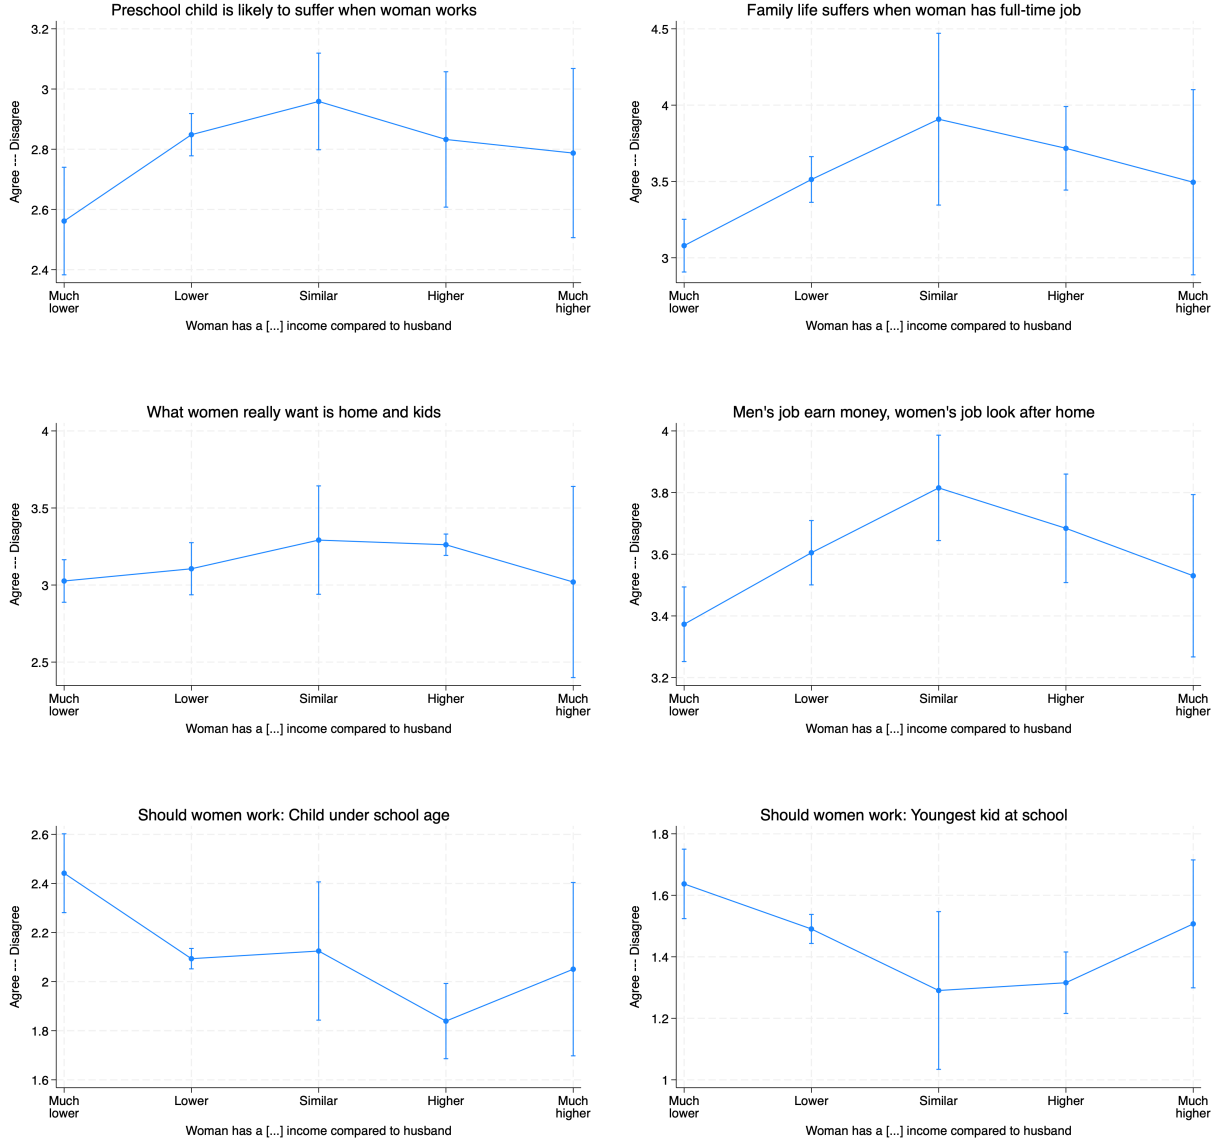 Preschool child is likely to suffer when woman works
Agree --- Disagree
3.2
3
2.8
2.6
2.4
Much lower
Lower
Similar
Higher
Much higher
Woman has a [...] income compared to husband
Family life suffers when woman has full-time job
Agree --- Disagree
4.5
4
3.5
3
Much lower
Lower
Similar
Higher
Much higher
Woman has a [...] income compared to husband
What women really want is home and kids
Agree --- Disagree
4
3.5
3
2.5
Much lower
Lower
Similar
Higher
Much higher
Woman has a [...] income compared to husband
Men's job earn money, women's job look after home
Agree --- Disagree
4
3.8
3.6
3.4
3.2
Much lower
Lower
Similar
Higher
Much higher
Woman has a [...] income compared to husband
Should women work: Child under school age
Agree --- Disagree
2.6
2.4
2.2
2
1.8
1.6
Much lower
Lower
Similar
Higher
Much higher
Woman has a [...] income compared to husband
Should women work: Youngest kid at school
Agree --- Disagree
1.8
1.6
1.4
1.2
1
Much lower
Lower
Similar
Higher
Much higher
Woman has a [...] income compared to husband